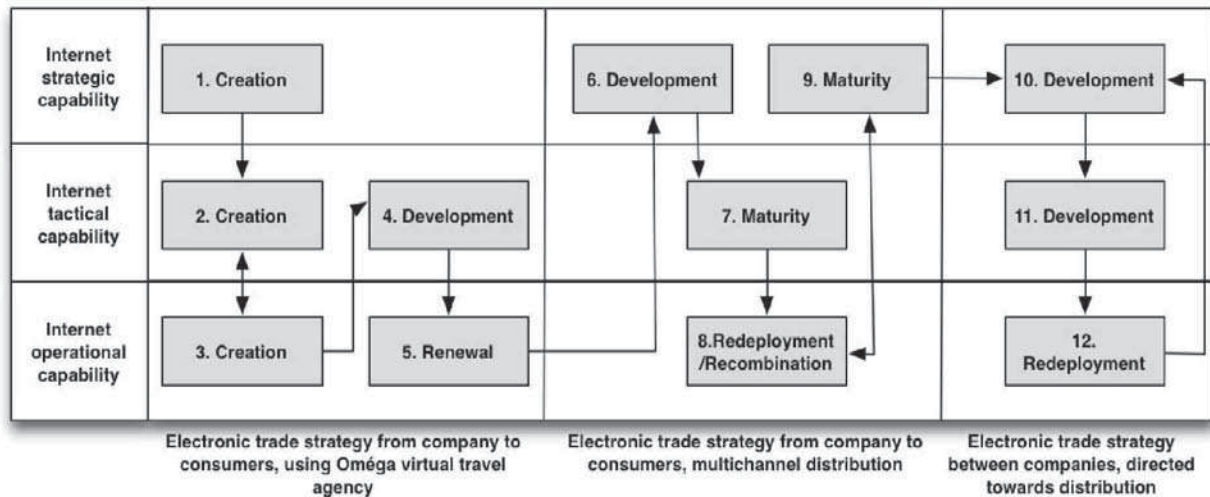 Internet
strategic
capability
1. Creation
6. Development
9. Maturity
10. Development
Internet
tactical
capability
2. Creation
4. Development
7. Maturity
11. Development
Internet
operational
capability
3. Creation
5. Renewal
8.Redeployment
/Recombination
12.
Redeployment
Electronic trade strategy from company to
consumers, using Oméga virtual travel
agency
Electronic trade strategy from company to
consumers, multichannel distribution
Electronic trade strategy
between companies, directed
towards distribution